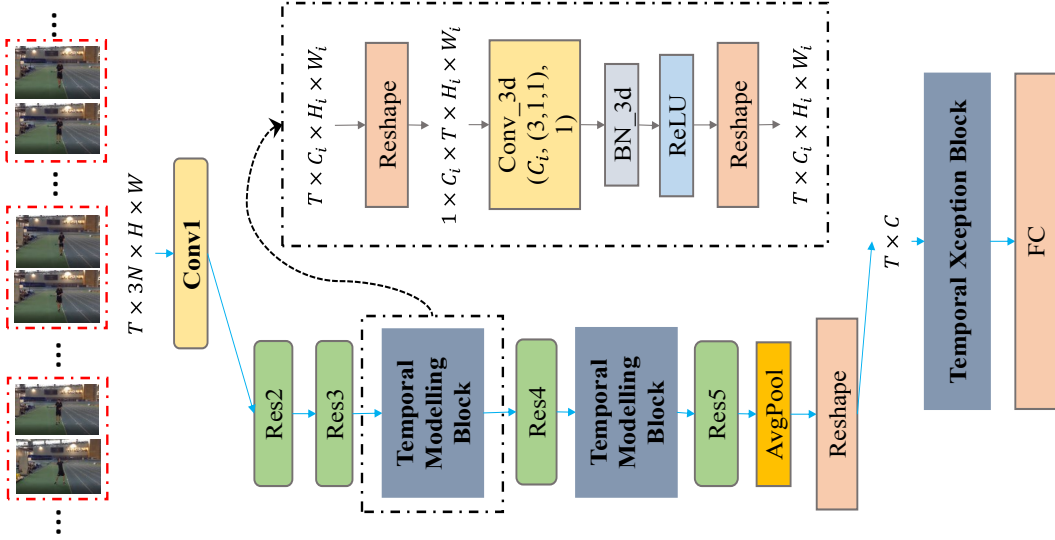 T × 3N × H × W
Conv1
Res2
Res3
Temporal
Modelling
Block
Res4
Temporal
Modelling
Block
Res5
AvgPool
Reshape
T × C_i × H_i × W_i
Reshape
1 × C_i × T × H_i × W_i
Conv_3d
(C_i, (3,1,1),
1)
BN_3d
ReLU
Reshape
T × C_i × H_i × W_i
T × C
Temporal Xception Block
FC